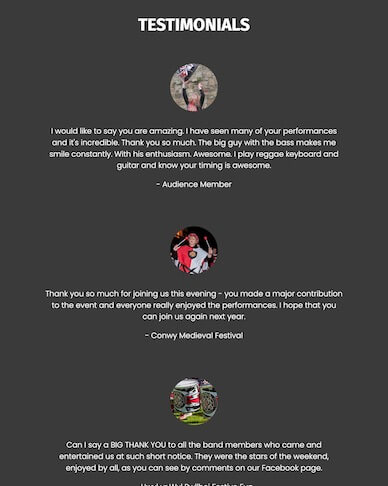 TESTIMONIALS
I would like to say you are amazing. I have seen many of your performances
and it's incredible. Thank you so much. The big guy with the bass makes me
smile constantly. With his enthusiasm. Awesome. I play reggae keyboard and
guitar and know your timing is awesome.
- Audience Member
Thank you so much for joining us this evening - you made a major contribution
to the event and everyone really enjoyed the performances. I hope that you
can join us again next year.
- Conwy Medieval Festival
Can I say a BIG THANK YOU to all the band members who came and
entertained us at such short notice. They were the stars of the weekend,
enjoyed by all, as you can see by comments on our Facebook page.